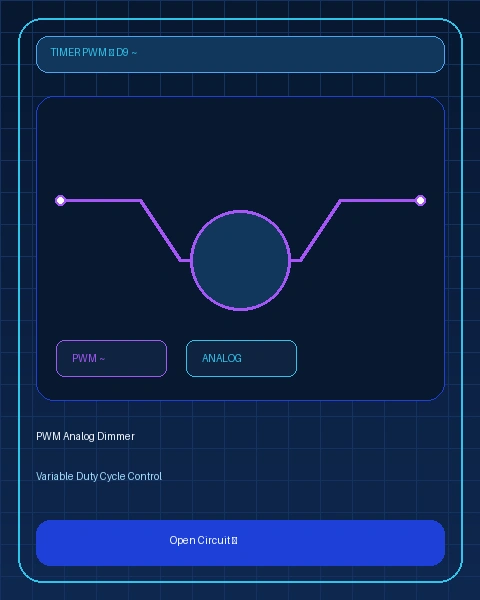 TIMER PWM D9 ~
PWM ~
ANALOG
PWM Analog Dimmer
Variable Duty Cycle Control
Open Circuit